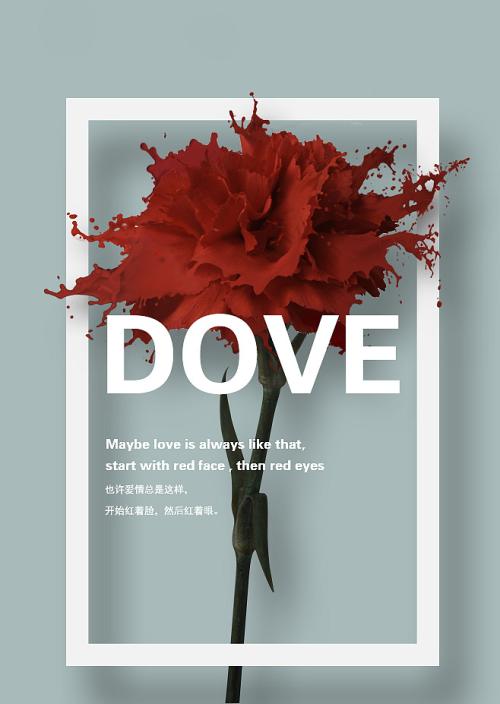 DOVE
Maybe love is always like that,
start with red face , then red eyes
也许爱情总是这样，
开始红着脸，然后红着眼。